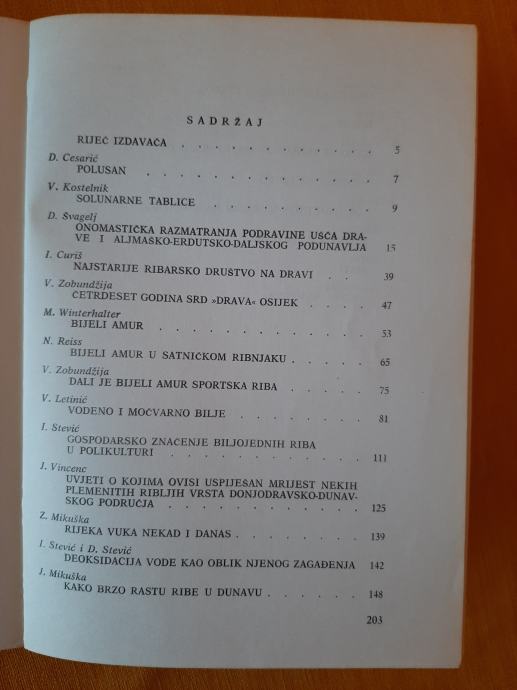 SADRŽAJ
RIJEČ IZDAVAČA . . . . . . . . . . . . 5
D. Cesarić
POLUSAN . . . . . . . . . . . . . 7
V. Kostelnik
SOLUNARNE TABLICE . . . . . . . . . . 9
D. Švagelj
ONOMASTIČKA RAZMATRANJA PODRAVINE UŠĆA DRA-
VE I ALJMAŠKO-ERDUTSKO-DALJSKOG PODUNAVLJA 15
I. Curiš
NAJSTARIJE RIBARSKO DRUŠTVO NA DRAVI . . . 39
V. Zobundžija
ČETRDESET GODINA SRD »DRAVA« OSIJEK . . . . 47
M. Winterhalter
BIJELI AMUR . . . . . . . . . . . . 53
N. Reiss
BIJELI AMUR U SATNIČKOM RIBNJAKU . . . . . 65
V. Zobundžija
DALI JE BIJELI AMUR SPORTSKA RIBA . . . . . 75
V. Letinić
VODENO I MOČVARNO BILJE . . . . . . . . 81
I. Stević
GOSPODARSKO ZNAČENJE BILJOJEDNIH RIBA
U POLIKULTURI . . . . . . . . . . . 111
J. Vincenc
UVJETI O KOJIMA OVISI USPIJEŠAN MRIJEST NEKIH
PLEMENITIH RIBLJIH VRSTA DONJODRAVSKO-DUNAV-
SKOG PODRUČJA . . . . . . . . . . . 125
Z. Mikuška
RIJEKA VUKA NEKAD I DANAS . . . . . . . 139
I. Stević i D. Stević
DEOKSIDACIJA VODE KAO OBLIK NJENOG ZAGAĐENJA 142
J. Mikuška
KAKO BRZO RASTU RIBE U DUNAVU . . . . . . 148
203